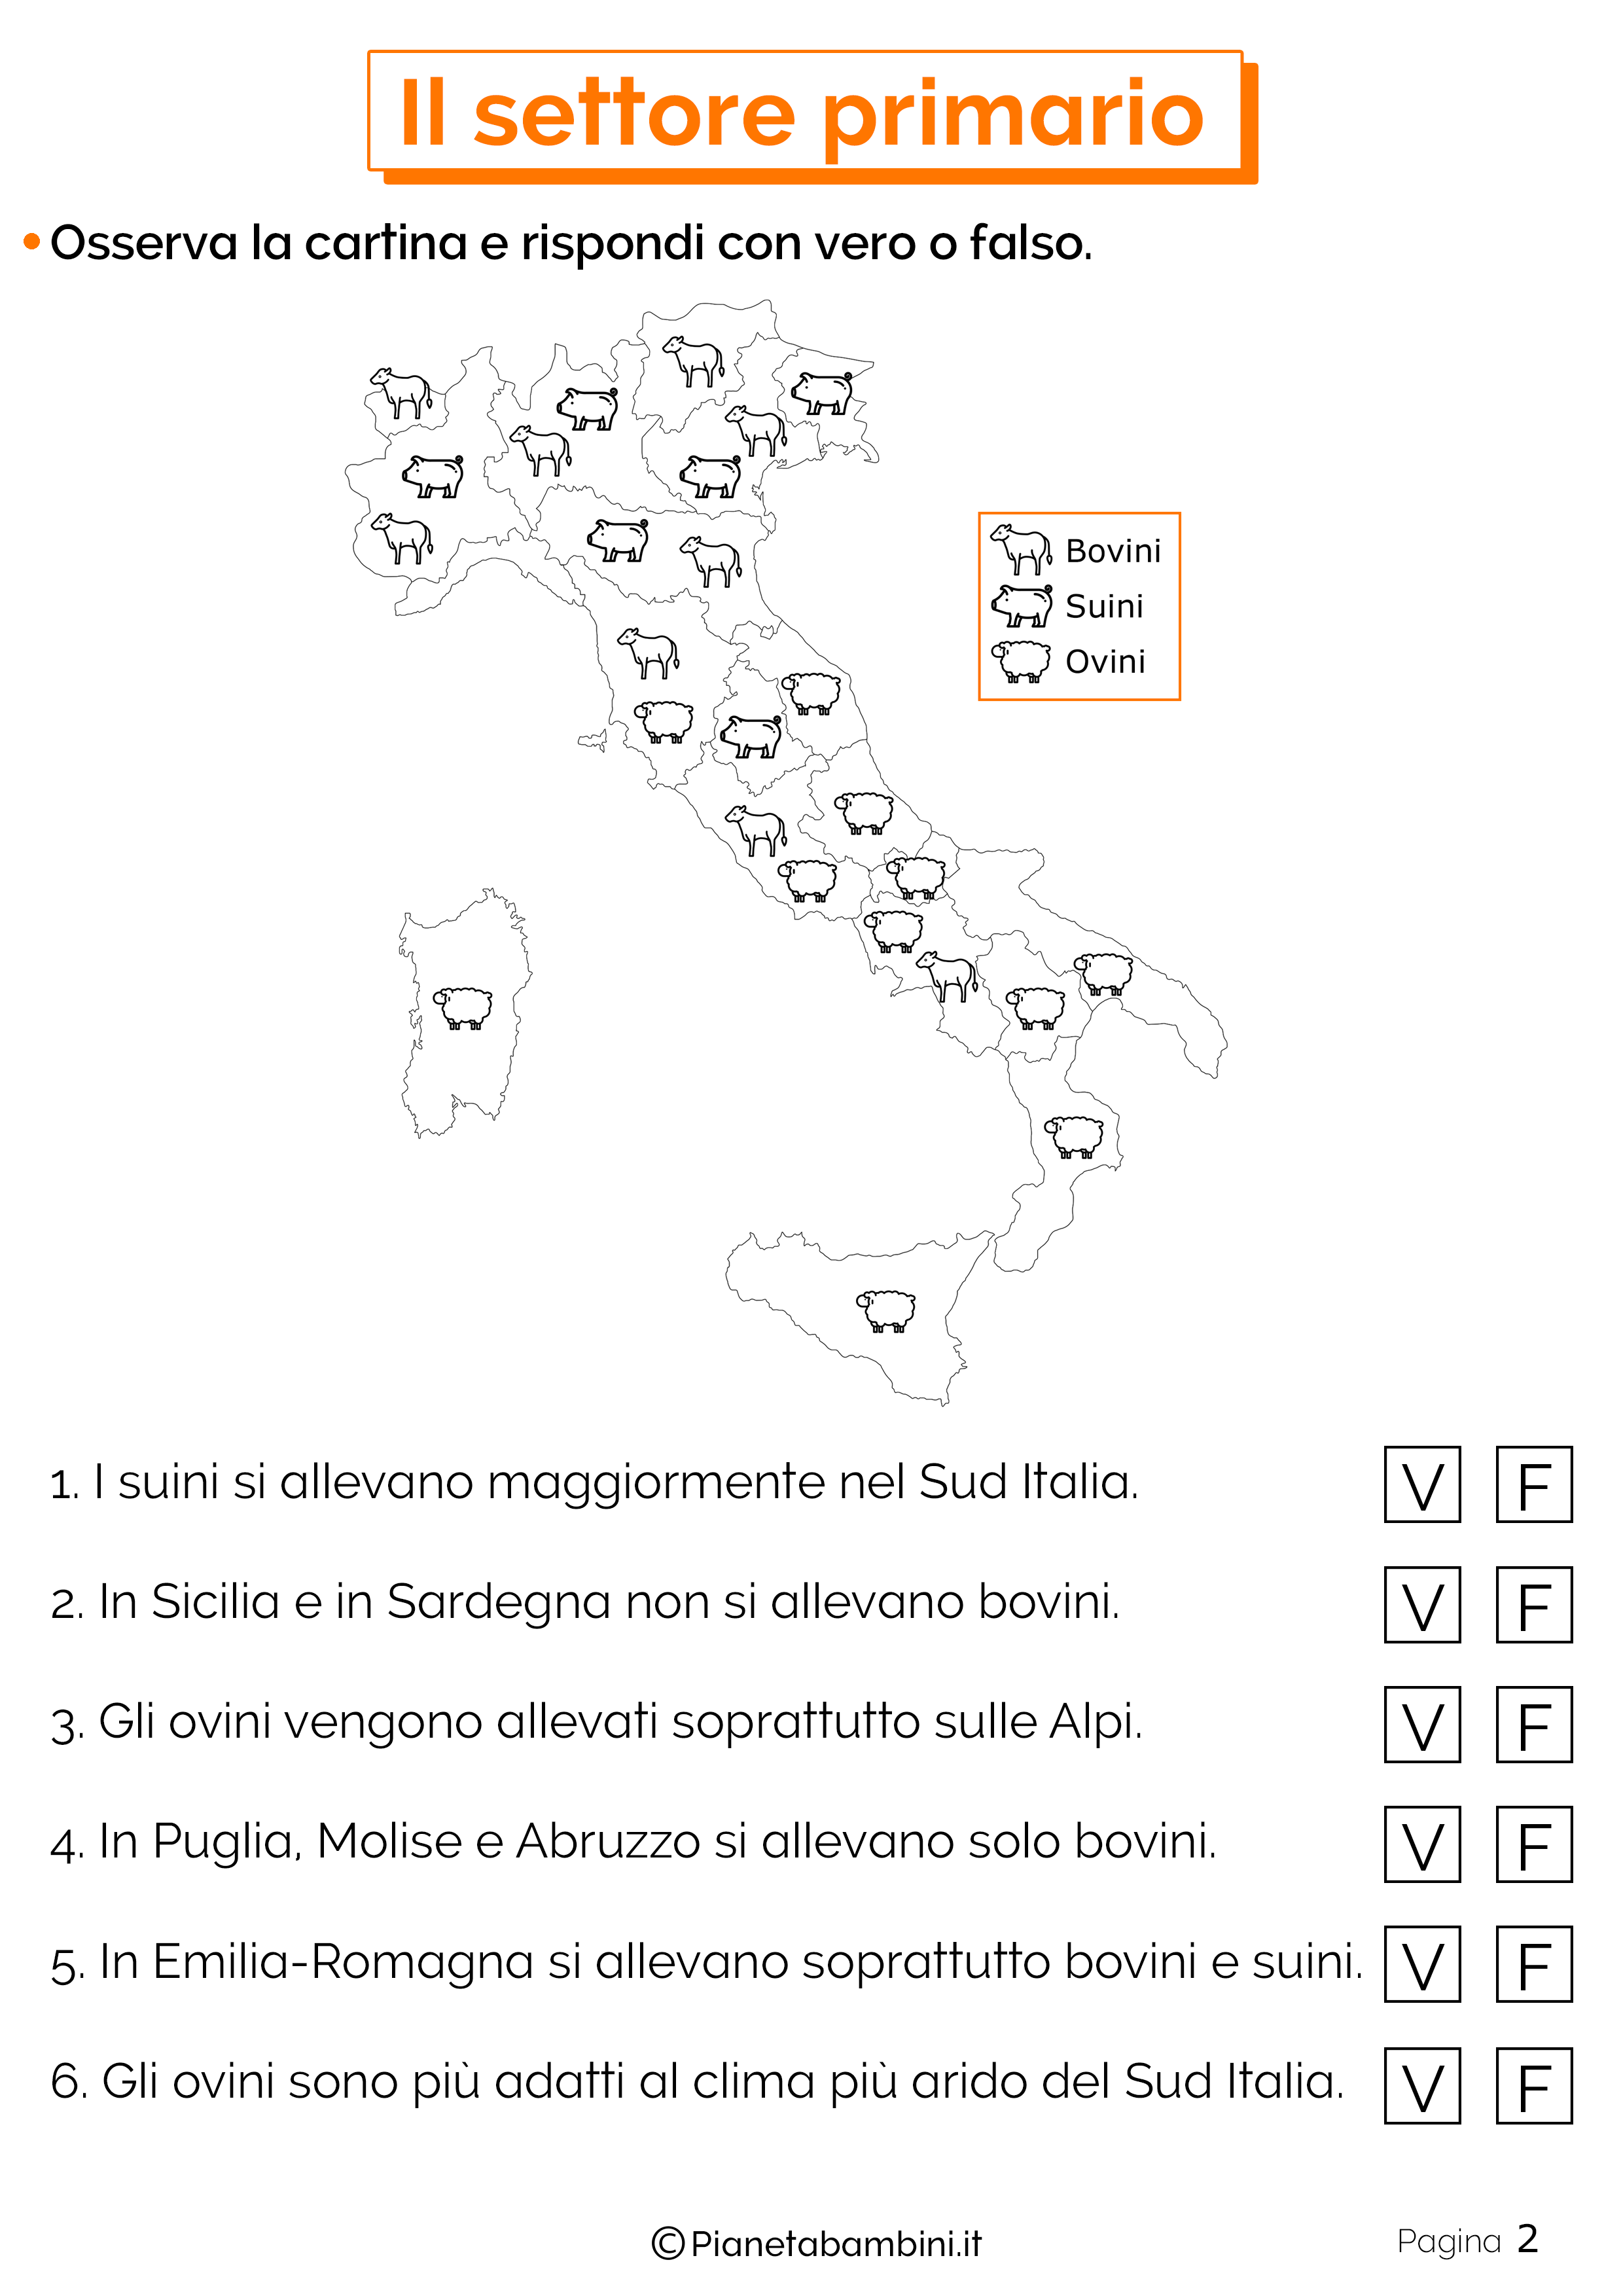 Il settore primario
• Osserva la cartina e rispondi con vero o falso.
Bovini
Suini
Ovini
1. I suini si allevano maggiormente nel Sud Italia. V F
2. In Sicilia e in Sardegna non si allevano bovini. V F
3. Gli ovini vengono allevati soprattutto sulle Alpi. V F
4. In Puglia, Molise e Abruzzo si allevano solo bovini. V F
5. In Emilia-Romagna si allevano soprattutto bovini e suini. V F
6. Gli ovini sono più adatti al clima più arido del Sud Italia. V F
©Pianetabambini.it
Pagina 2